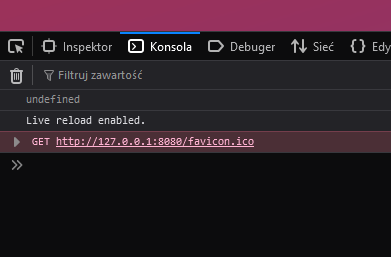 Inspektor Konsola Debuger Sieć Edy
Filtruj zawartość
undefined
Live reload enabled.
GET http://127.0.0.1:8080/favicon.ico